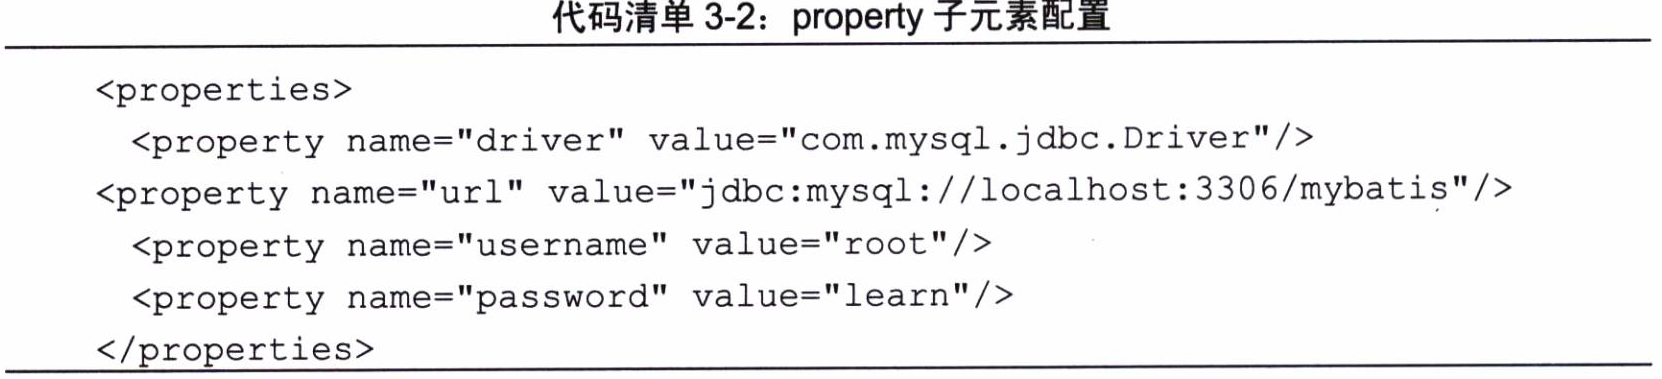 代码清单 3-2：property 子元素配置
<properties>
<property name="driver" value="com.mysql.jdbc.Driver"/>
<property name="url" value="jdbc:mysql://localhost:3306/mybatis"/>
<property name="username" value="root"/>
<property name="password" value="learn"/>
</properties>